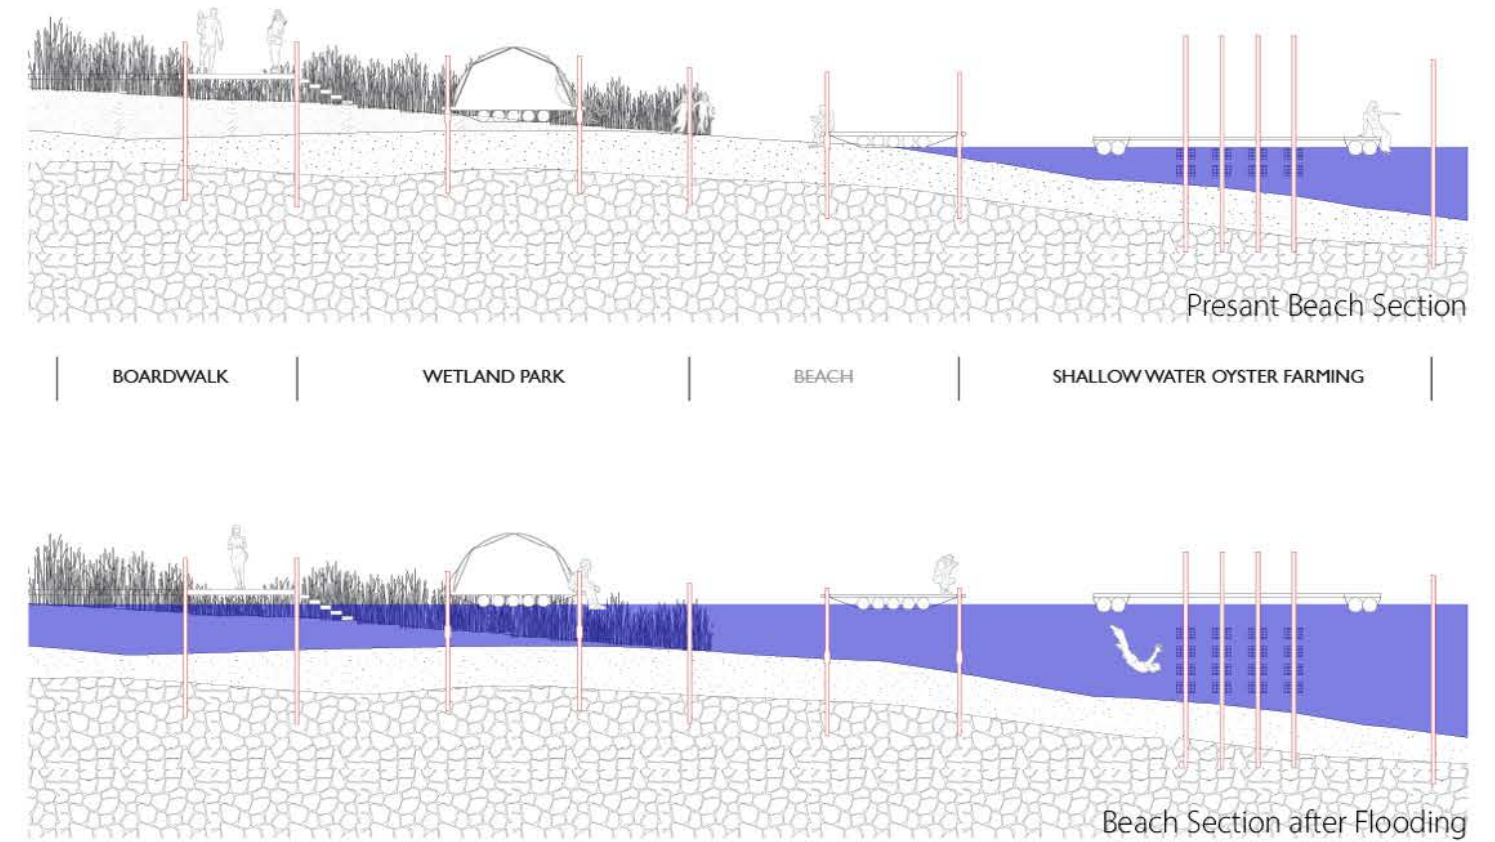 Presant Beach Section
BOARDWALK
WETLAND PARK
BEACH
SHALLOW WATER OYSTER FARMING
Beach Section after Flooding